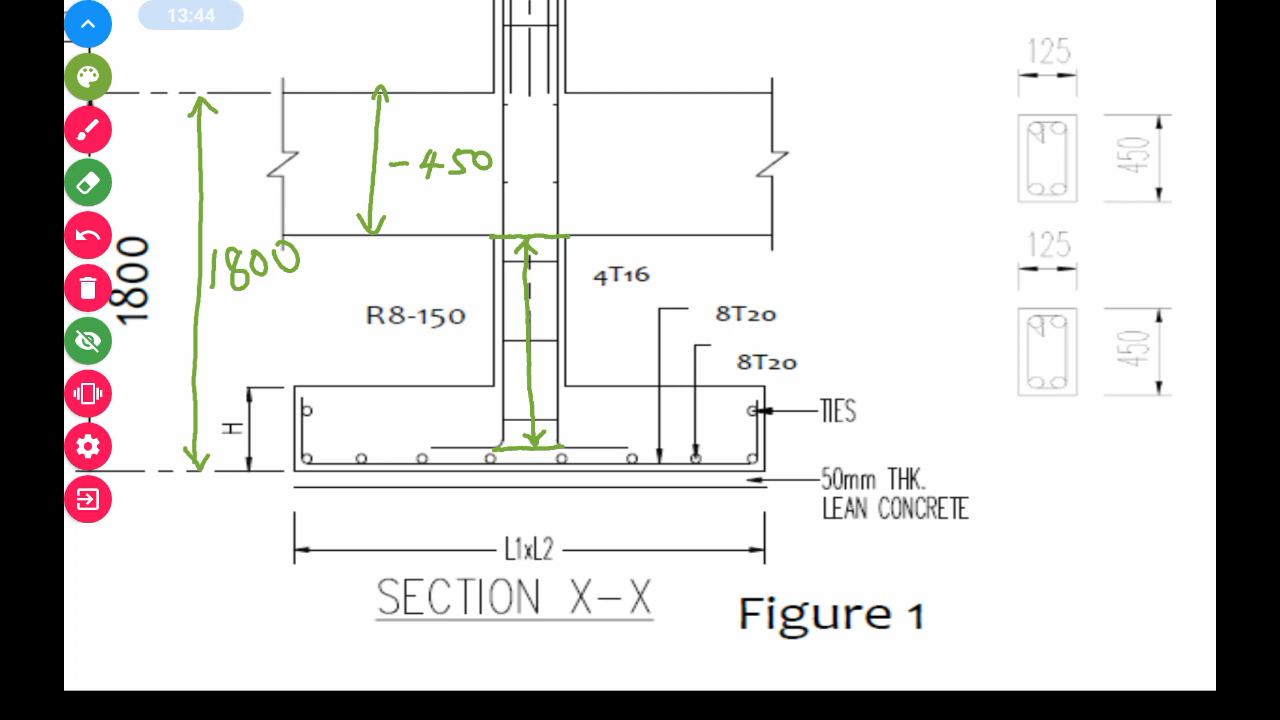 13:44
125
450
-450
1800
1800
4T16
R8-150
8T20
8T20
125
450
H
TIES
50mm THK.
LEAN CONCRETE
L1xL2
SECTION X-X
Figure 1